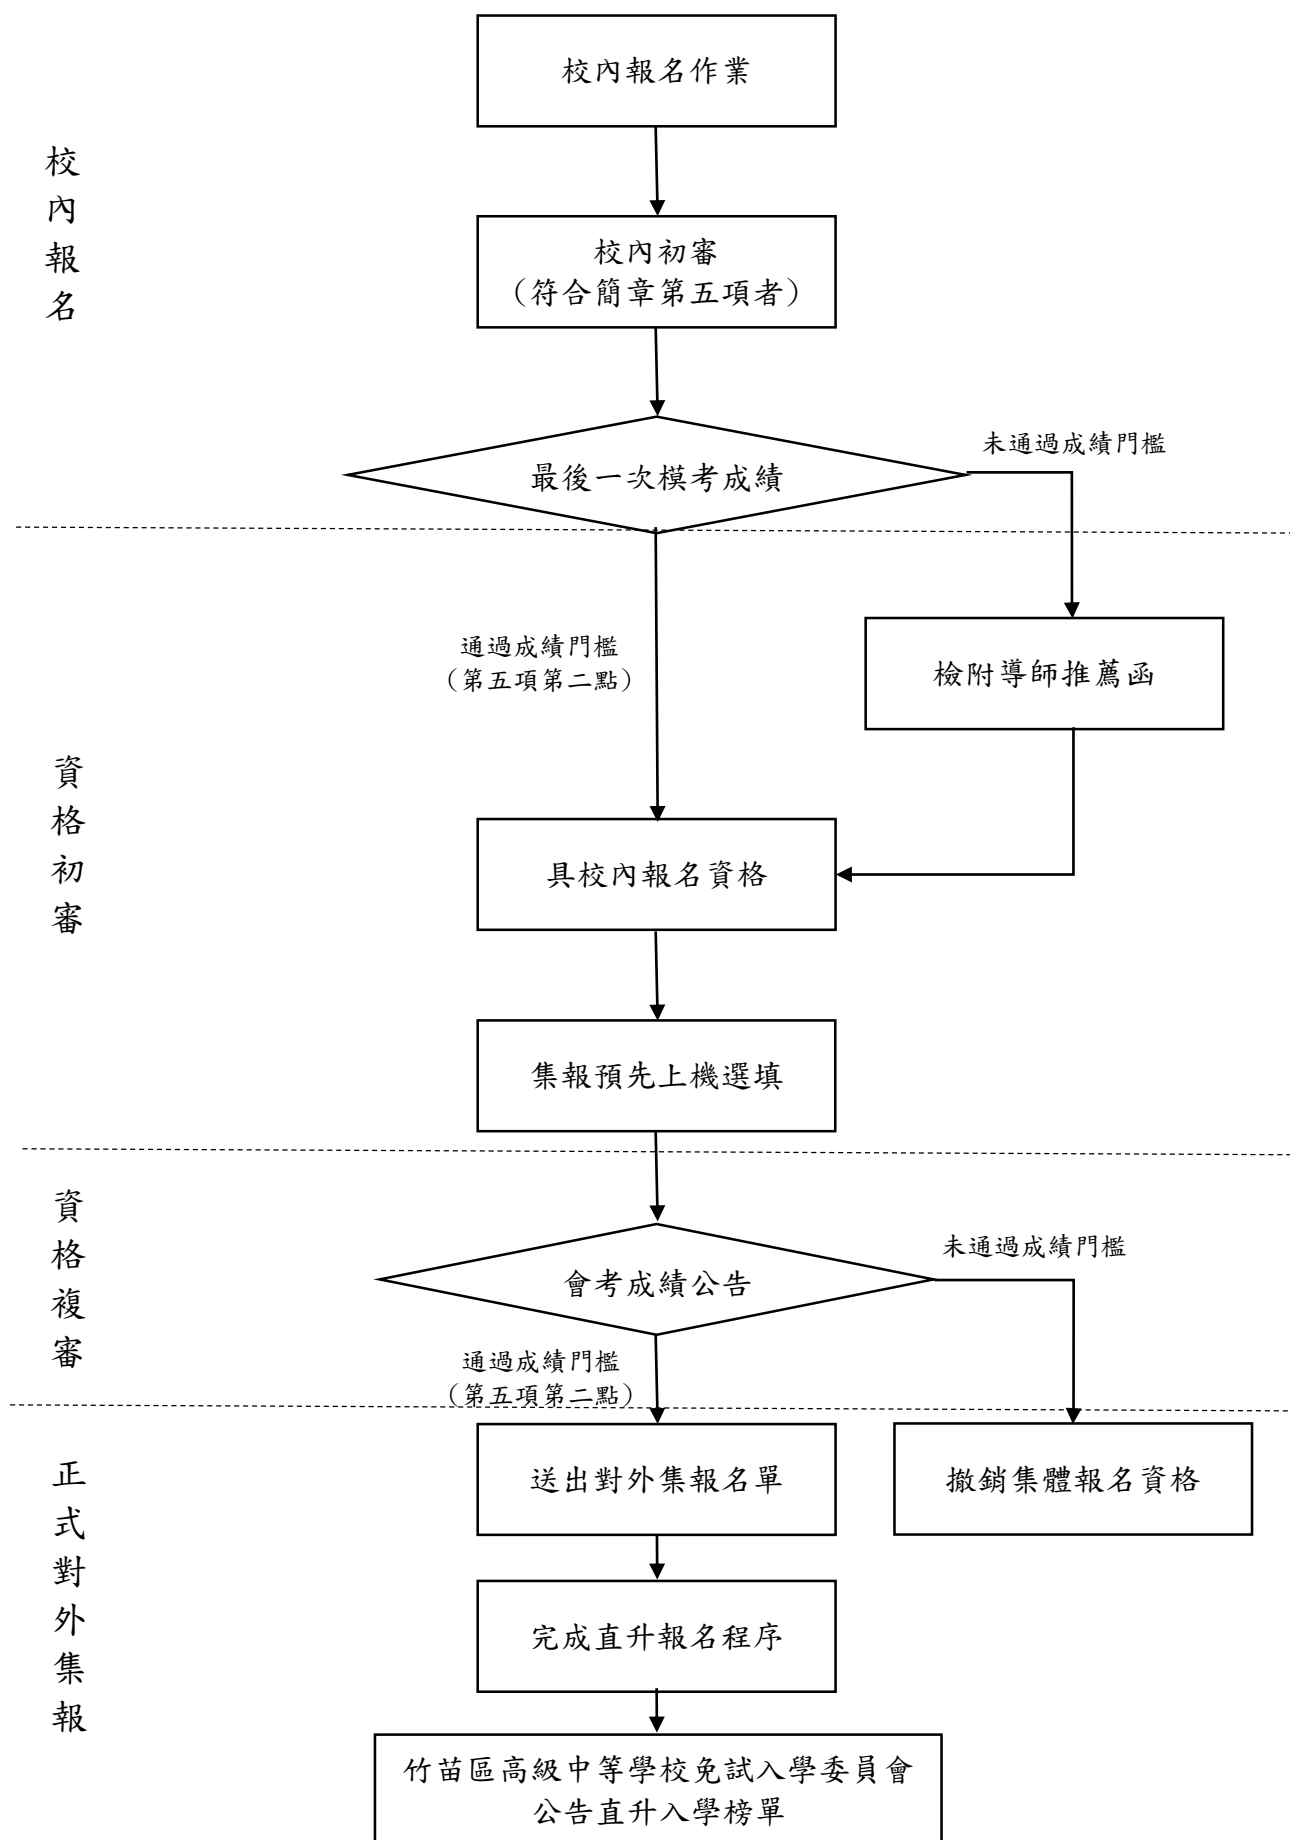 校內報名作業
校內報名
校內初審
（符合簡章第五項者）
未通過成績門檻
最後一次模考成績
通過成績門檻
（第五項第二點）
檢附導師推薦函
資格初審
具校內報名資格
集報預先上機選填
資格複審
未通過成績門檻
會考成績公告
通過成績門檻
（第五項第二點）
正式對外集報
送出對外集報名單
撤銷集體報名資格
完成直升報名程序
竹苗區高級中等學校免試入學委員會
公告直升入學榜單